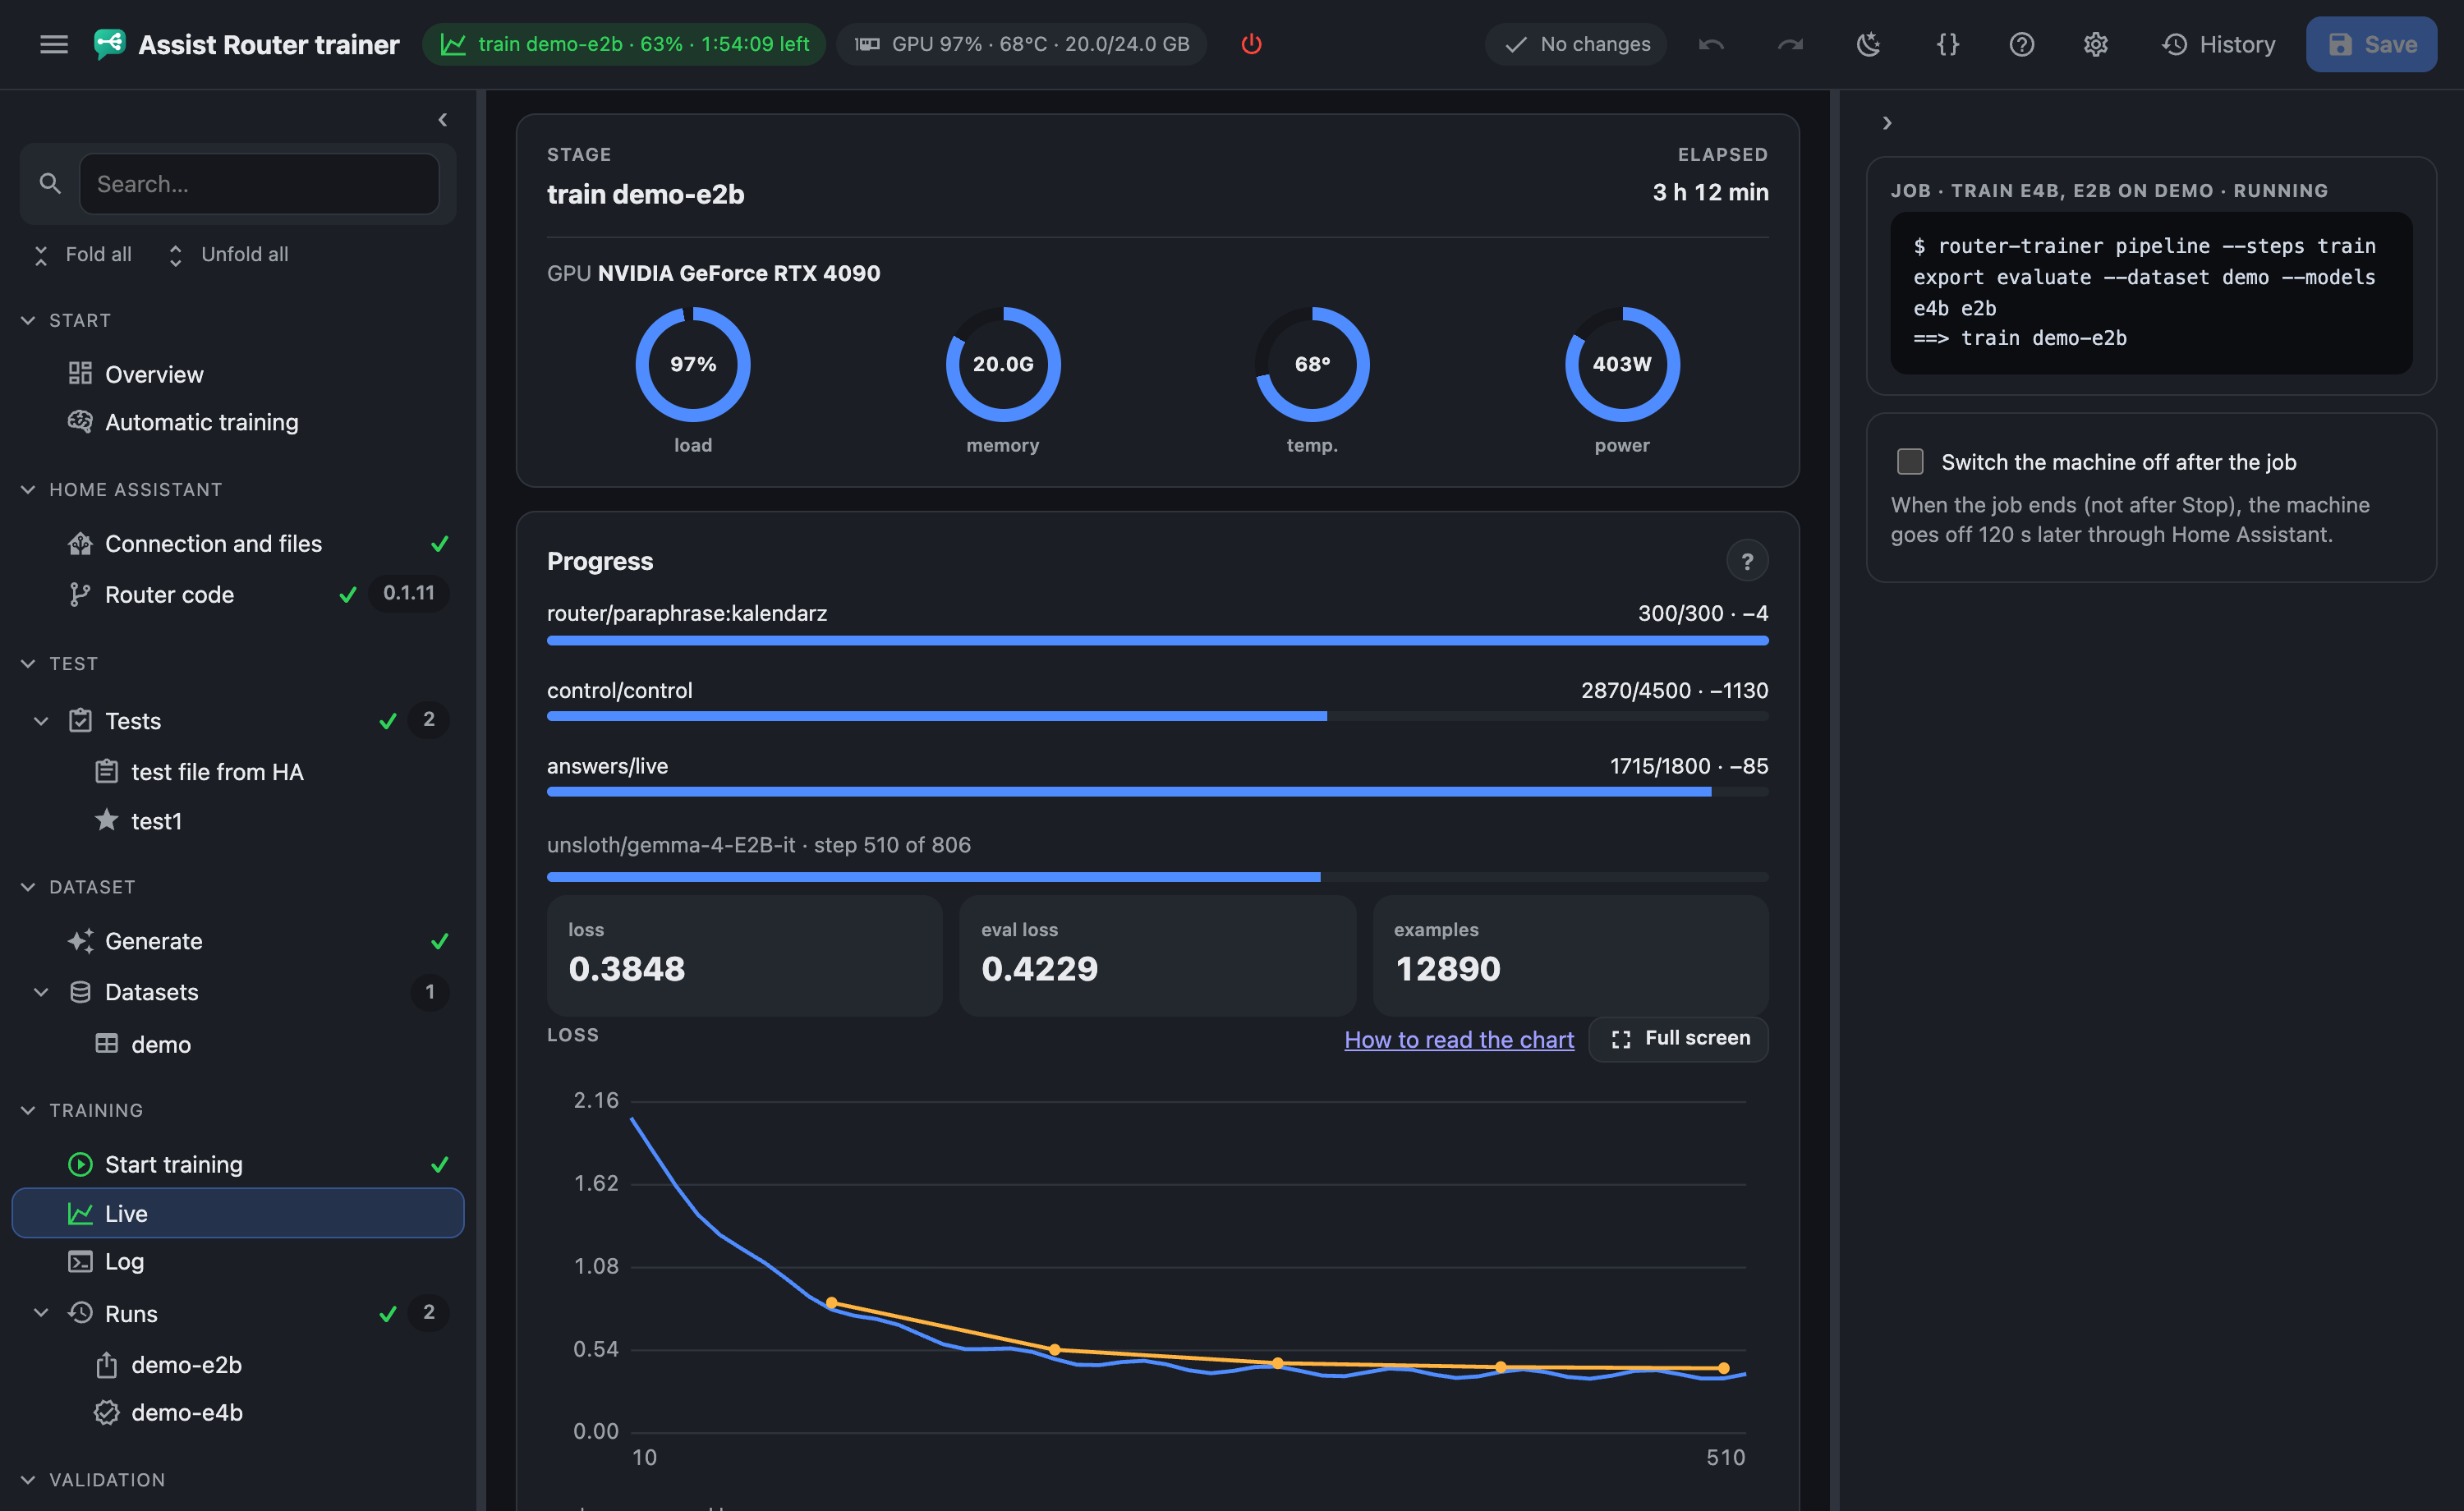 Assist Router trainer
train demo-e2b · 63% · 1:54:09 left
GPU 97% · 68°C · 20.0/24.0 GB
No changes
History
Save
Search...
Fold all
Unfold all
START
Overview
Automatic training
HOME ASSISTANT
Connection and files
Router code
0.1.11
TEST
Tests
2
test file from HA
test1
DATASET
Generate
Datasets
1
demo
TRAINING
Start training
Live
Log
Runs
2
demo-e2b
demo-e4b
VALIDATION
STAGE
ELAPSED
train demo-e2b
3 h 12 min
GPU NVIDIA GeForce RTX 4090
97%
20.0G
68°
403W
load
memory
temp.
power
Progress
?
router/paraphrase:kalendarz
300/300 · −4
control/control
2870/4500 · −1130
answers/live
1715/1800 · −85
unsloth/gemma-4-E2B-it · step 510 of 806
loss
0.3848
eval loss
0.4229
examples
12890
LOSS
How to read the chart
Full screen
2.16
1.62
1.08
0.54
0.00
10
510
JOB · TRAIN E4B, E2B ON DEMO · RUNNING
$ router-trainer pipeline --steps train
export evaluate --dataset demo --models
e4b e2b
==> train demo-e2b
Switch the machine off after the job
When the job ends (not after Stop), the machine
goes off 120 s later through Home Assistant.